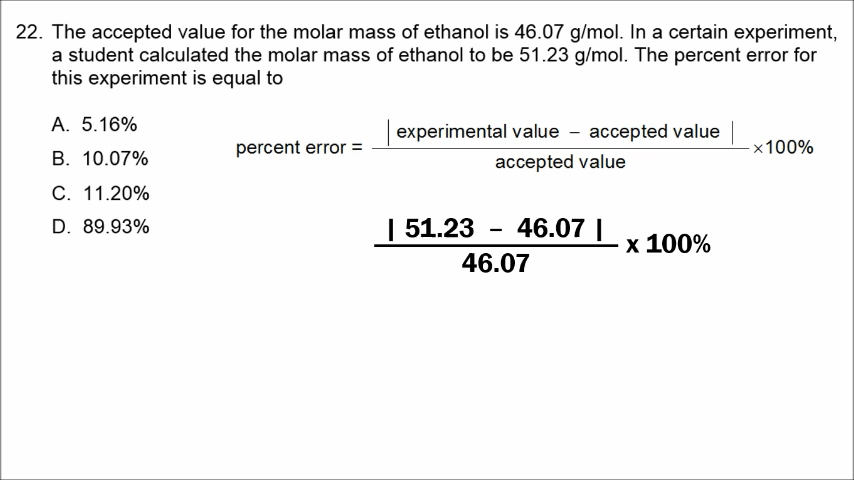 22. The accepted value for the molar mass of ethanol is 46.07 g/mol. In a certain experiment,
a student calculated the molar mass of ethanol to be 51.23 g/mol. The percent error for
this experiment is equal to
A. 5.16%
B. 10.07%
C. 11.20%
D. 89.93%
| experimental value – accepted value |
percent error = ×100%
accepted value
| 51.23 – 46.07 |
x 100%
46.07